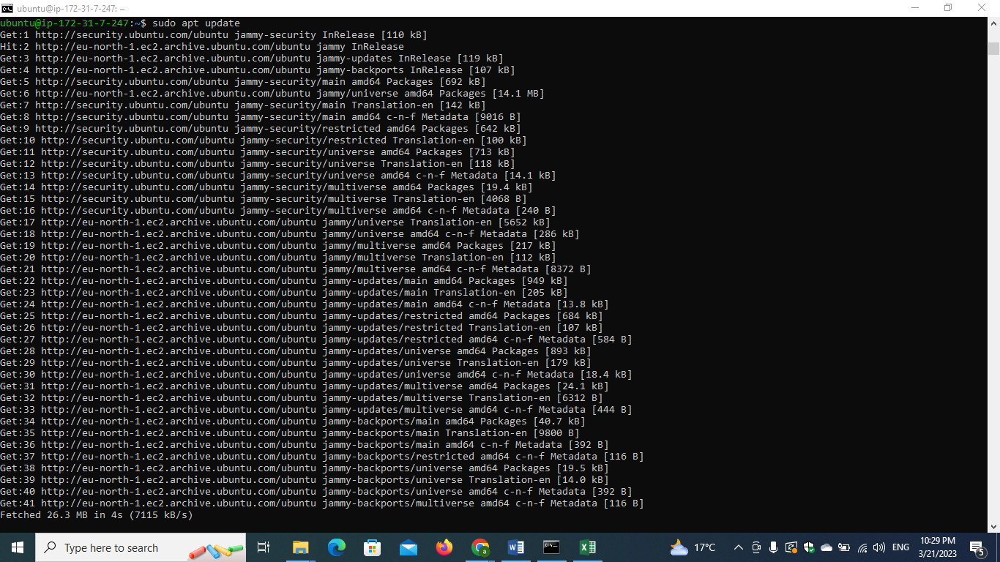 ubuntu@ip-172-31-7-247: ~
ubuntu@ip-172-31-7-247:~$ sudo apt update
Get:1 http://security.ubuntu.com/ubuntu jammy-security InRelease [110 kB]
Hit:2 http://eu-north-1.ec2.archive.ubuntu.com/ubuntu jammy InRelease
Get:3 http://eu-north-1.ec2.archive.ubuntu.com/ubuntu jammy-updates InRelease [119 kB]
Get:4 http://eu-north-1.ec2.archive.ubuntu.com/ubuntu jammy-backports InRelease [107 kB]
Get:5 http://security.ubuntu.com/ubuntu jammy-security/main amd64 Packages [692 kB]
Get:6 http://eu-north-1.ec2.archive.ubuntu.com/ubuntu jammy/universe amd64 Packages [14.1 MB]
Get:7 http://security.ubuntu.com/ubuntu jammy-security/main Translation-en [142 kB]
Get:8 http://security.ubuntu.com/ubuntu jammy-security/main amd64 c-n-f Metadata [9016 B]
Get:9 http://security.ubuntu.com/ubuntu jammy-security/restricted amd64 Packages [642 kB]
Get:10 http://security.ubuntu.com/ubuntu jammy-security/restricted Translation-en [100 kB]
Get:11 http://security.ubuntu.com/ubuntu jammy-security/universe amd64 Packages [713 kB]
Get:12 http://security.ubuntu.com/ubuntu jammy-security/universe Translation-en [118 kB]
Get:13 http://security.ubuntu.com/ubuntu jammy-security/universe amd64 c-n-f Metadata [14.1 kB]
Get:14 http://security.ubuntu.com/ubuntu jammy-security/multiverse amd64 Packages [19.4 kB]
Get:15 http://security.ubuntu.com/ubuntu jammy-security/multiverse Translation-en [4068 B]
Get:16 http://security.ubuntu.com/ubuntu jammy-security/multiverse amd64 c-n-f Metadata [240 B]
Get:17 http://eu-north-1.ec2.archive.ubuntu.com/ubuntu jammy/universe Translation-en [5652 kB]
Get:18 http://eu-north-1.ec2.archive.ubuntu.com/ubuntu jammy/universe amd64 c-n-f Metadata [286 kB]
Get:19 http://eu-north-1.ec2.archive.ubuntu.com/ubuntu jammy/multiverse amd64 Packages [217 kB]
Get:20 http://eu-north-1.ec2.archive.ubuntu.com/ubuntu jammy/multiverse Translation-en [112 kB]
Get:21 http://eu-north-1.ec2.archive.ubuntu.com/ubuntu jammy/multiverse amd64 c-n-f Metadata [8372 B]
Get:22 http://eu-north-1.ec2.archive.ubuntu.com/ubuntu jammy-updates/main amd64 Packages [949 kB]
Get:23 http://eu-north-1.ec2.archive.ubuntu.com/ubuntu jammy-updates/main Translation-en [205 kB]
Get:24 http://eu-north-1.ec2.archive.ubuntu.com/ubuntu jammy-updates/main amd64 c-n-f Metadata [13.8 kB]
Get:25 http://eu-north-1.ec2.archive.ubuntu.com/ubuntu jammy-updates/restricted amd64 Packages [684 kB]
Get:26 http://eu-north-1.ec2.archive.ubuntu.com/ubuntu jammy-updates/restricted Translation-en [107 kB]
Get:27 http://eu-north-1.ec2.archive.ubuntu.com/ubuntu jammy-updates/restricted amd64 c-n-f Metadata [584 B]
Get:28 http://eu-north-1.ec2.archive.ubuntu.com/ubuntu jammy-updates/universe amd64 Packages [893 kB]
Get:29 http://eu-north-1.ec2.archive.ubuntu.com/ubuntu jammy-updates/universe Translation-en [179 kB]
Get:30 http://eu-north-1.ec2.archive.ubuntu.com/ubuntu jammy-updates/universe amd64 c-n-f Metadata [18.4 kB]
Get:31 http://eu-north-1.ec2.archive.ubuntu.com/ubuntu jammy-updates/multiverse amd64 Packages [24.1 kB]
Get:32 http://eu-north-1.ec2.archive.ubuntu.com/ubuntu jammy-updates/multiverse Translation-en [6312 B]
Get:33 http://eu-north-1.ec2.archive.ubuntu.com/ubuntu jammy-updates/multiverse amd64 c-n-f Metadata [444 B]
Get:34 http://eu-north-1.ec2.archive.ubuntu.com/ubuntu jammy-backports/main amd64 Packages [40.7 kB]
Get:35 http://eu-north-1.ec2.archive.ubuntu.com/ubuntu jammy-backports/main Translation-en [9800 B]
Get:36 http://eu-north-1.ec2.archive.ubuntu.com/ubuntu jammy-backports/main amd64 c-n-f Metadata [392 B]
Get:37 http://eu-north-1.ec2.archive.ubuntu.com/ubuntu jammy-backports/restricted amd64 c-n-f Metadata [116 B]
Get:38 http://eu-north-1.ec2.archive.ubuntu.com/ubuntu jammy-backports/universe amd64 Packages [19.5 kB]
Get:39 http://eu-north-1.ec2.archive.ubuntu.com/ubuntu jammy-backports/universe Translation-en [14.0 kB]
Get:40 http://eu-north-1.ec2.archive.ubuntu.com/ubuntu jammy-backports/universe amd64 c-n-f Metadata [392 B]
Get:41 http://eu-north-1.ec2.archive.ubuntu.com/ubuntu jammy-backports/multiverse amd64 c-n-f Metadata [116 B]
Fetched 26.3 MB in 4s (7115 kB/s)
Type here to search
17°C
ENG
10:29 PM
3/21/2023
5